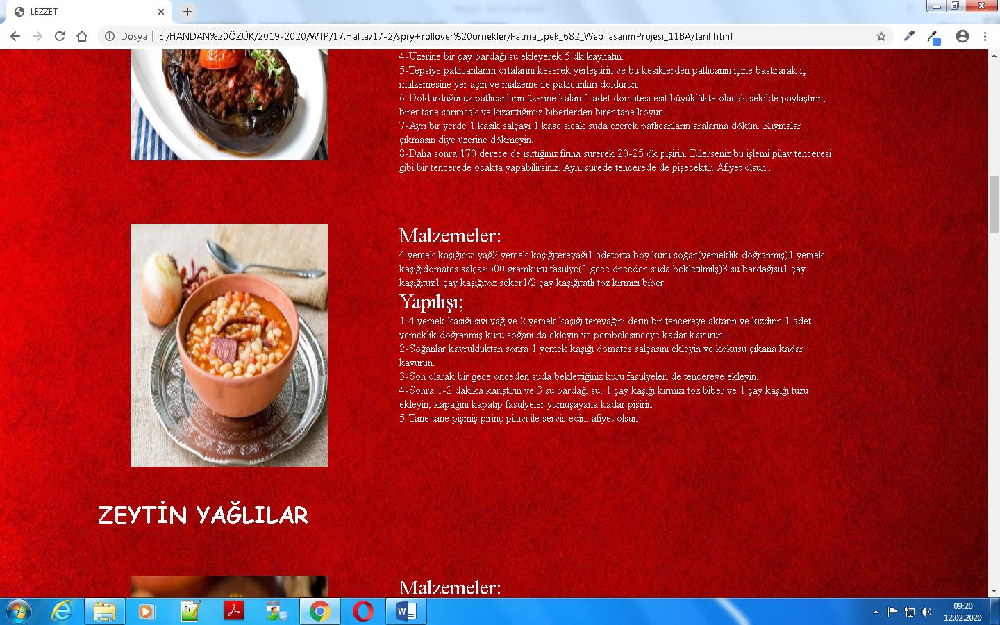 LEZZET
Dosya
E:/HANDAN%20ÖZÜK/2019-2020/WTP/17.Hafta/17-2/spry+rollover%20örnekler/Fatma_İpek_682_WebTasarımProjesi_11BA/tarif.html
4-Üzerine bir çay bardağı su ekleyerek 5 dk kaynatın.
5-Tepsiye patlıcanların ortalarını keserek yerleştirin ve bu kesiklerden patlıcanın içine bastırarak iç
malzemesine yer açın ve malzeme ile patlıcanları doldurun.
6-Doldurduğunuz patlıcanların üzerine kalan 1 adet domatesi eşit büyüklükte olacak şekilde paylaştırın,
birer tane sarımsak ve kızarttığımız biberlerden birer tane koyun.
7-Ayrı bir yerde 1 kaşık salçayı 1 kase sıcak suda ezerek patlıcanların aralarına dökün. Kıymalar
çıkmasın diye üzerine dökmeyin.
8-Daha sonra 170 derece de ısıttığınız fırına sürerek 20-25 dk pişirin. Dilerseniz bu işlemi pilav tenceresi
gibi bir tencerede ocakta yapabilirsiniz. Aynı sürede tencerede de pişecektir. Afiyet olsun..
Malzemeler:
4 yemek kaşığısıvı yağ2 yemek kaşığıtereyağı1 adetorta boy kuru soğan(yemeklik doğranmış)1 yemek
kaşığıdomates salçası500 gramkuru fasulye(1 gece önceden suda bekletilmilş)3 su bardağısu1 çay
kaşığıtuz1 çay kaşığıtoz şeker1/2 çay kaşığıtatlı toz kırmızı biber
Yapılışı;
1-4 yemek kaşığı sıvı yağ ve 2 yemek kaşığı tereyağını derin bir tencereye aktarın ve kızdırın.1 adet
yemeklik doğranmış kuru soğanı da ekleyin ve pembeleşinceye kadar kavurun.
2-Soğanlar kavrulduktan sonra 1 yemek kaşığı domates salçasını ekleyin ve kokusu çıkana kadar
kavurun.
3-Son olarak bir gece önceden suda beklettiğiniz kuru fasulyeleri de tencereye ekleyin.
4-Sonra 1-2 dakika karıştırın ve 3 su bardağı su, 1 çay kaşığı kırmızı toz biber ve 1 çay kaşığı tuzu
ekleyin, kapağını kapatıp fasulyeler yumuşayana kadar pişirin.
5-Tane tane pişmiş pirinç pilavı ile servis edin, afiyet olsun!
ZEYTİN YAĞLILAR
Malzemeler:
09:20
12.02.2020